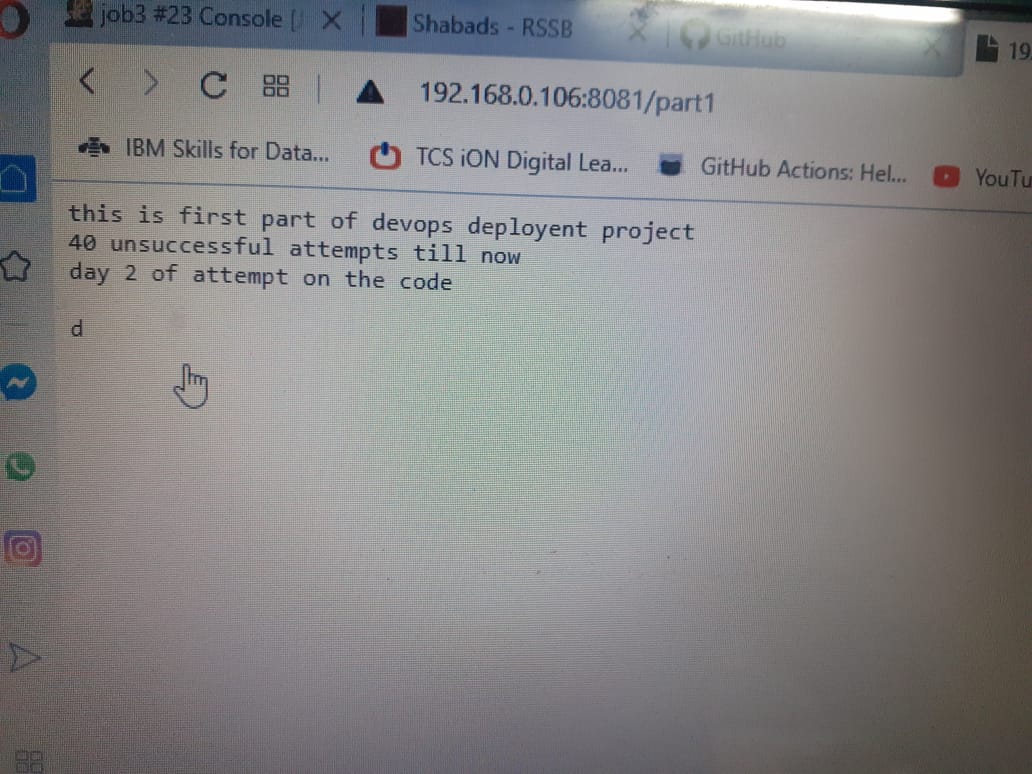 job3 #23 Console [
Shabads - RSSB
GitHub
19
192.168.0.106:8081/part1
IBM Skills for Data...
TCS iON Digital Lea...
GitHub Actions: Hel...
YouTu
this is first part of devops deployent project
40 unsuccessful attempts till now
day 2 of attempt on the code
d